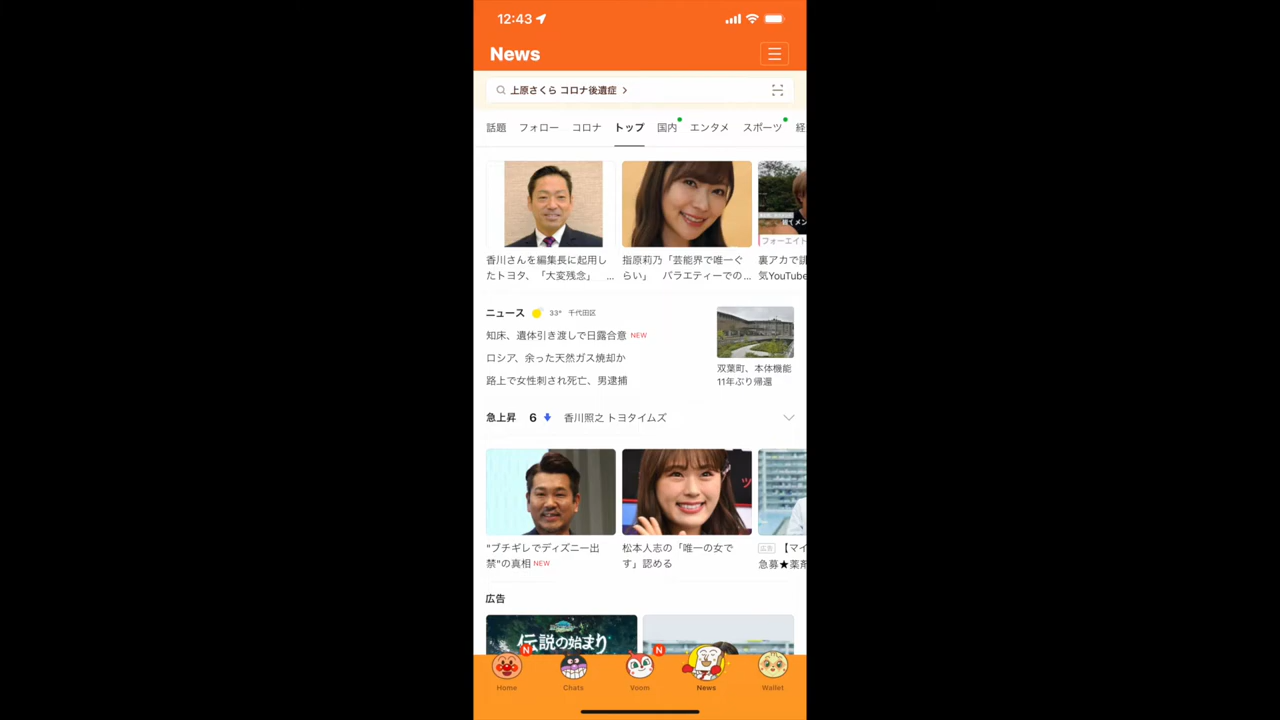 12:43
News
上原さくら コロナ後遺症
話題 フォロー コロナ トップ 国内 エンタメ スポーツ 経
フォーエイト
香川さんを編集長に起用し
たトヨタ、「大変残念」 ...
指原莉乃「芸能界で唯一ぐ
らい」 バラエティーでの...
裏アカで誹
気YouTube
ニュース 33° 千代田区
知床、遺体引き渡しで日露合意 NEW
ロシア、余った天然ガス焼却か
路上で女性刺され死亡、男逮捕
双葉町、本体機能
11年ぶり帰還
急上昇 6 香川照之 トヨタイムズ
"ブチギレでディズニー出
禁"の真相 NEW
松本人志の「唯一の女で
す」認める
広告 【マイ
急募★薬剤
広告
伝説の始まり
N N
Home Chats Voom News Wallet